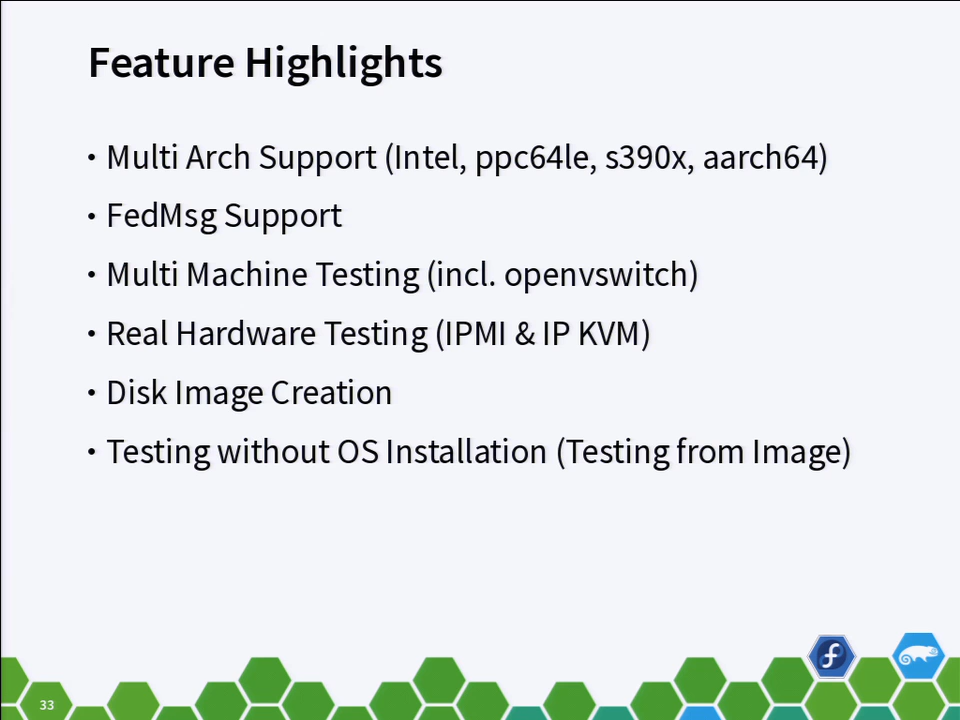 Feature Highlights
• Multi Arch Support (Intel, ppc64le, s390x, aarch64)
• FedMsg Support
• Multi Machine Testing (incl. openvswitch)
• Real Hardware Testing (IPMI & IP KVM)
• Disk Image Creation
• Testing without OS Installation (Testing from Image)
33